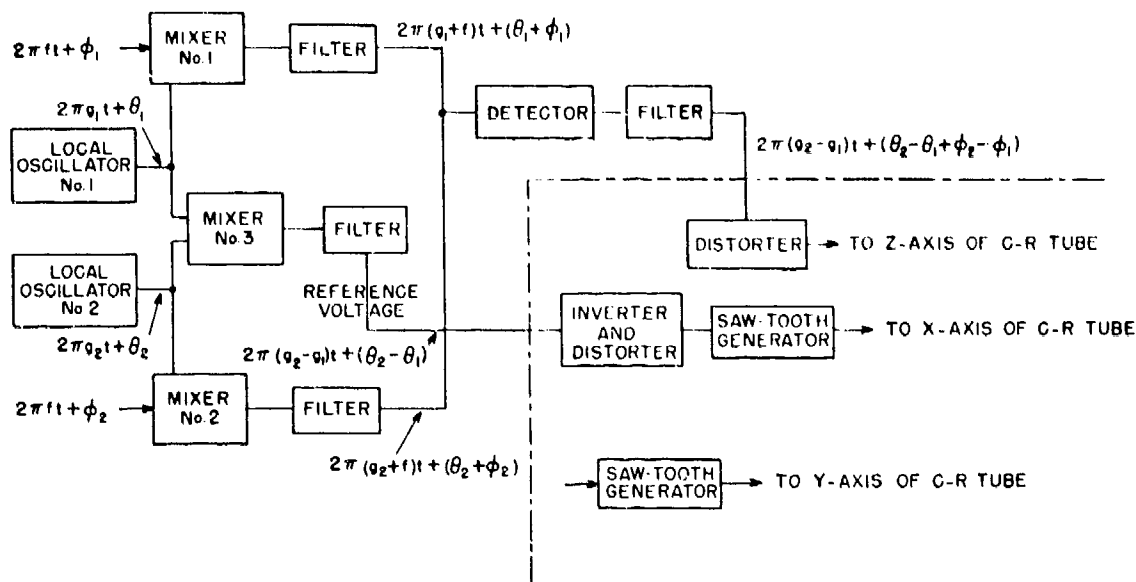 2πft+ϕ₁
MIXER
No.1
FILTER
2π(g₁+f)t+(θ₁+ϕ₁)
2πg₁t+θ₁
LOCAL
OSCILLATOR
No.1
DETECTOR
FILTER
2π(g₂-g₁)t+(θ₂-θ₁+ϕ₂-ϕ₁)
MIXER
No.3
FILTER
DISTORTER
TO Z-AXIS OF C-R TUBE
LOCAL
OSCILLATOR
No 2
REFERENCE
VOLTAGE
INVERTER
AND
DISTORTER
SAW-TOOTH
GENERATOR
TO X-AXIS OF C-R TUBE
2πg₂t+θ₂
2π(g₂-g₁)t+(θ₂-θ₁)
2πft+ϕ₂
MIXER
No.2
FILTER
2π(g₂+f)t+(θ₂+ϕ₂)
SAW-TOOTH
GENERATOR
TO Y-AXIS OF C-R TUBE